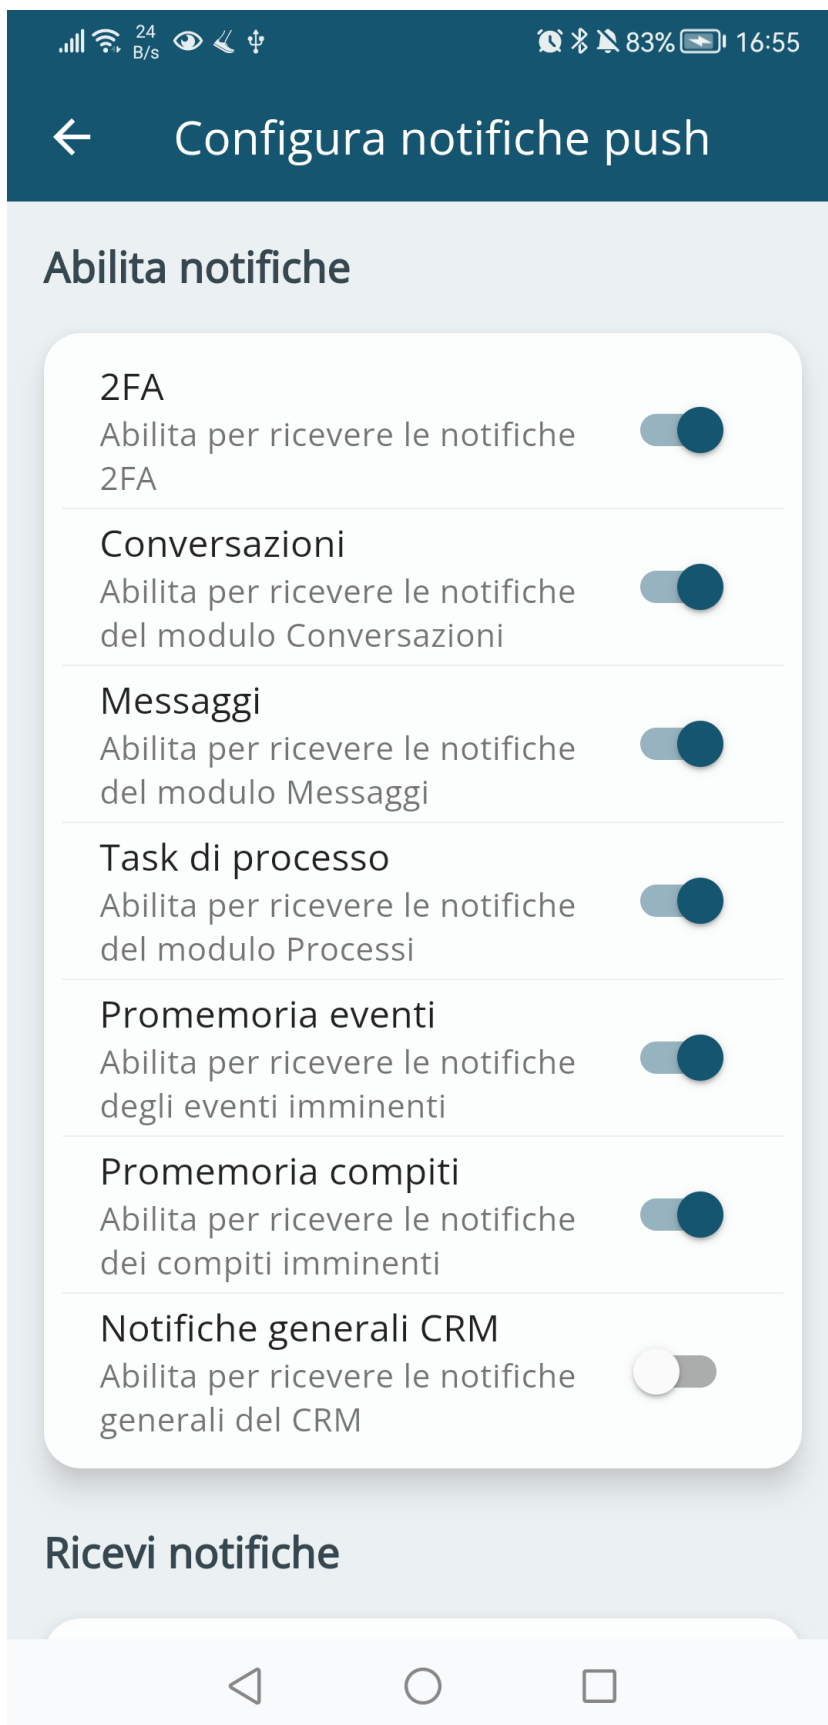 24
B/s
83%
16:55
Configura notifiche push
Abilita notifiche
2FA
Abilita per ricevere le notifiche
2FA
Conversazioni
Abilita per ricevere le notifiche
del modulo Conversazioni
Messaggi
Abilita per ricevere le notifiche
del modulo Messaggi
Task di processo
Abilita per ricevere le notifiche
del modulo Processi
Promemoria eventi
Abilita per ricevere le notifiche
degli eventi imminenti
Promemoria compiti
Abilita per ricevere le notifiche
dei compiti imminenti
Notifiche generali CRM
Abilita per ricevere le notifiche
generali del CRM
Ricevi notifiche